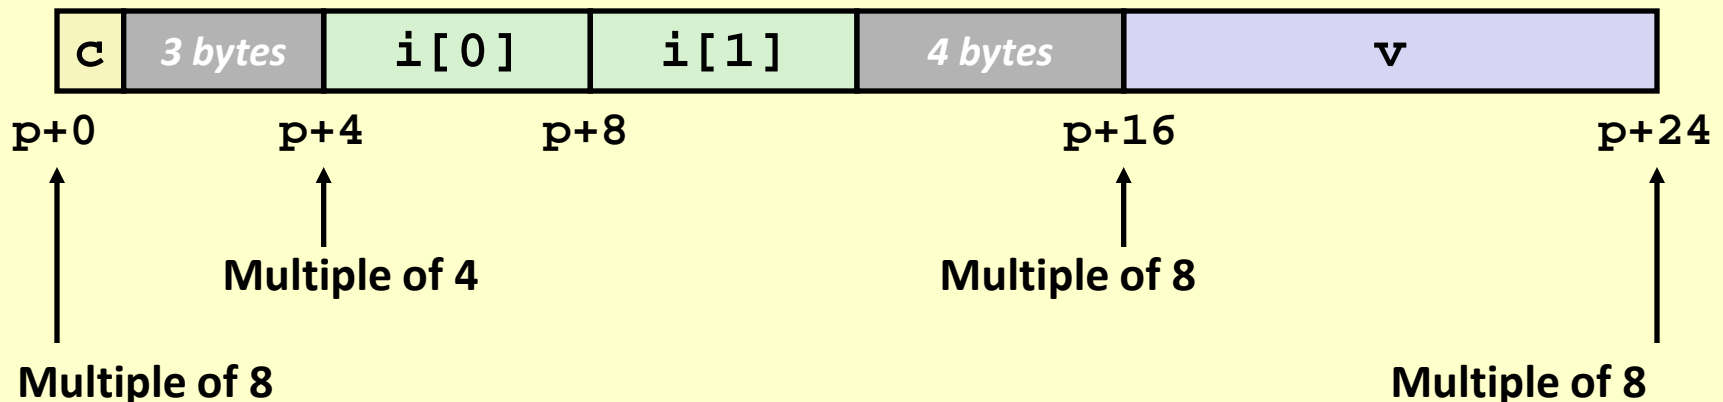 c 3 bytes i[0] i[1] 4 bytes v
p+0 p+4 p+8 p+16 p+24
Multiple of 4 Multiple of 8
Multiple of 8 Multiple of 8